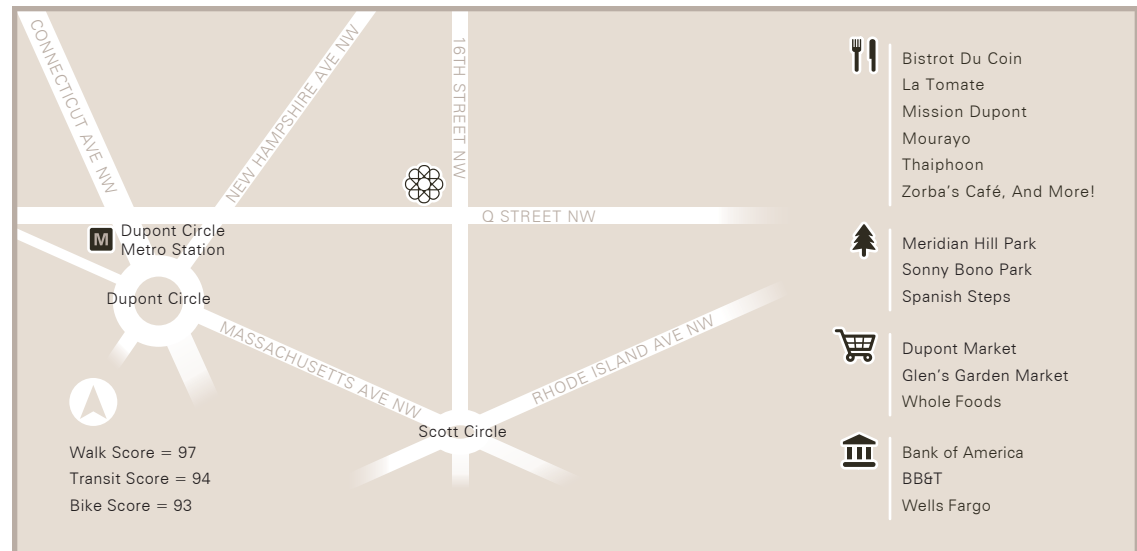 CONNECTICUT AVE NW
NEW HAMPSHIRE AVE NW
16TH STREET NW
Q STREET NW
M
Dupont Circle
Metro Station
Dupont Circle
MASSACHUSETTS AVE NW
RHODE ISLAND AVE NW
Scott Circle
Walk Score = 97
Transit Score = 94
Bike Score = 93
Bistrot Du Coin
La Tomate
Mission Dupont
Mourayo
Thaiphoon
Zorba's Café, And More!
Meridian Hill Park
Sonny Bono Park
Spanish Steps
Dupont Market
Glen's Garden Market
Whole Foods
Bank of America
BB&T
Wells Fargo